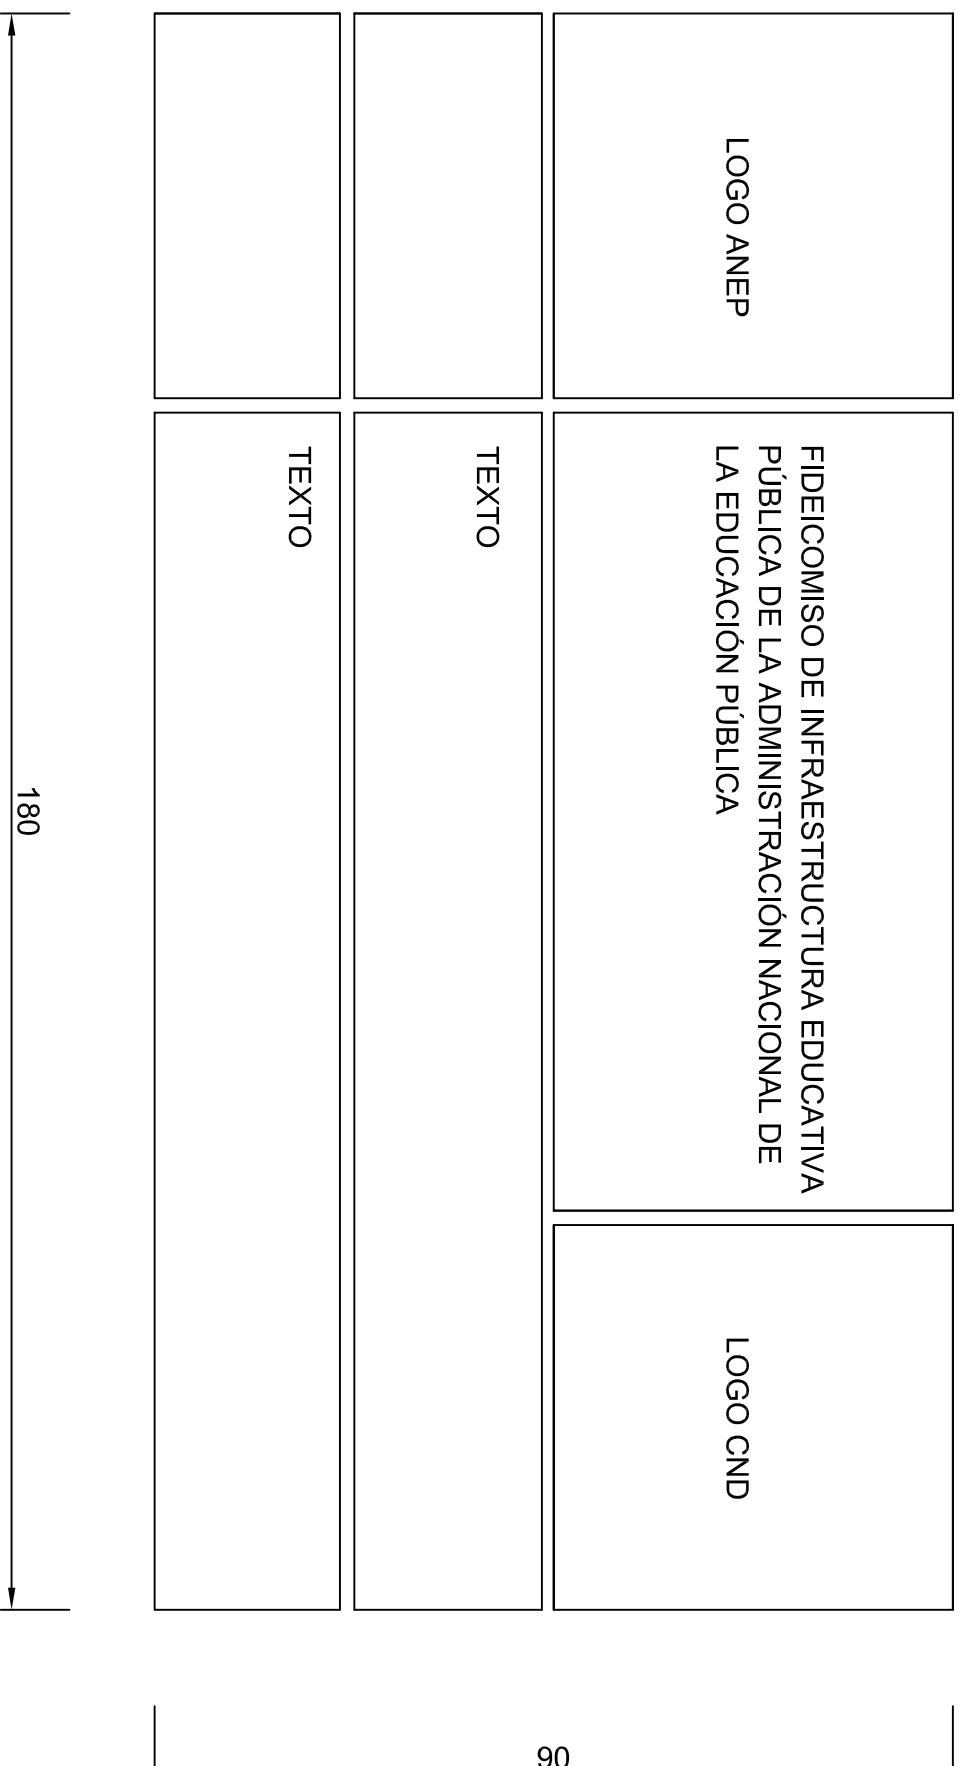 LOGO ANEP
FIDEICOMISO DE INFRAESTRUCTURA EDUCATIVA
PÚBLICA DE LA ADMINISTRACIÓN NACIONAL DE
LA EDUCACIÓN PÚBLICA
LOGO CND
TEXTO
TEXTO
180
90